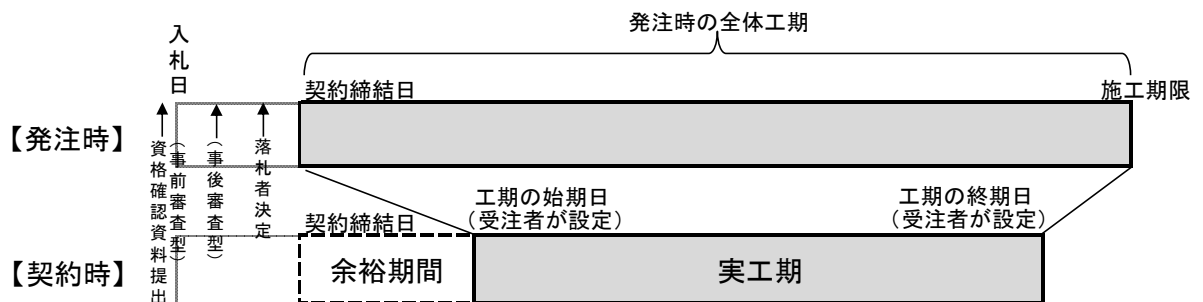 発注時の全体工期
入札日
契約締結日
施工期限
【発注時】
資格確認資料提出
（事前審査型）
（事後審査型）
落札者決定
工期の始期日
（受注者が設定）
工期の終期日
（受注者が設定）
契約締結日
【契約時】
余裕期間
実工期